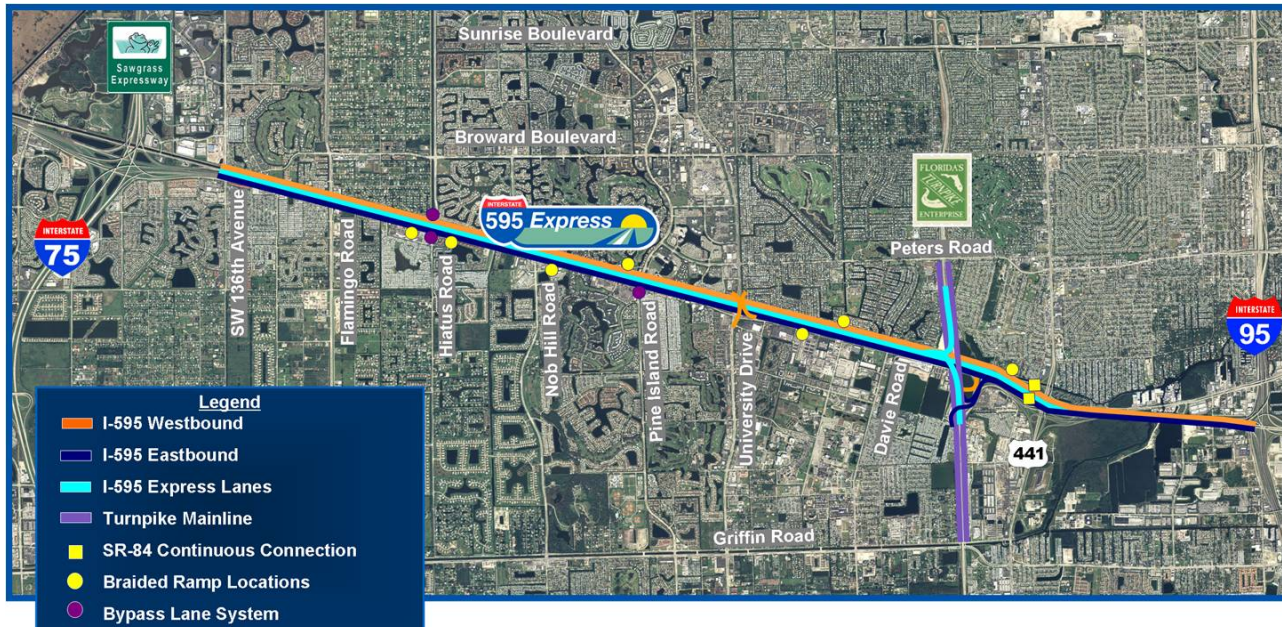 Sunrise Boulevard
Sawgrass
Expressway
Broward Boulevard
FLORIDA'S
TURNPIKE
ENTERPRISE
INTERSTATE
595 Express
INTERSTATE
75
SW 136th Avenue
Flamingo Road
Hiatus Road
Nob Hill Road
Pine Island Road
University Drive
Davie Road
Peters Road
INTERSTATE
95
441
Griffin Road
Legend
I-595 Westbound
I-595 Eastbound
I-595 Express Lanes
Turnpike Mainline
SR-84 Continuous Connection
Braided Ramp Locations
Bypass Lane System